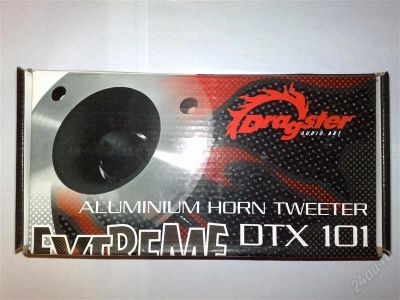 Dragster
AUDIO ART
ALUMINIUM HORN TWEETER
EXTREME DTX 101